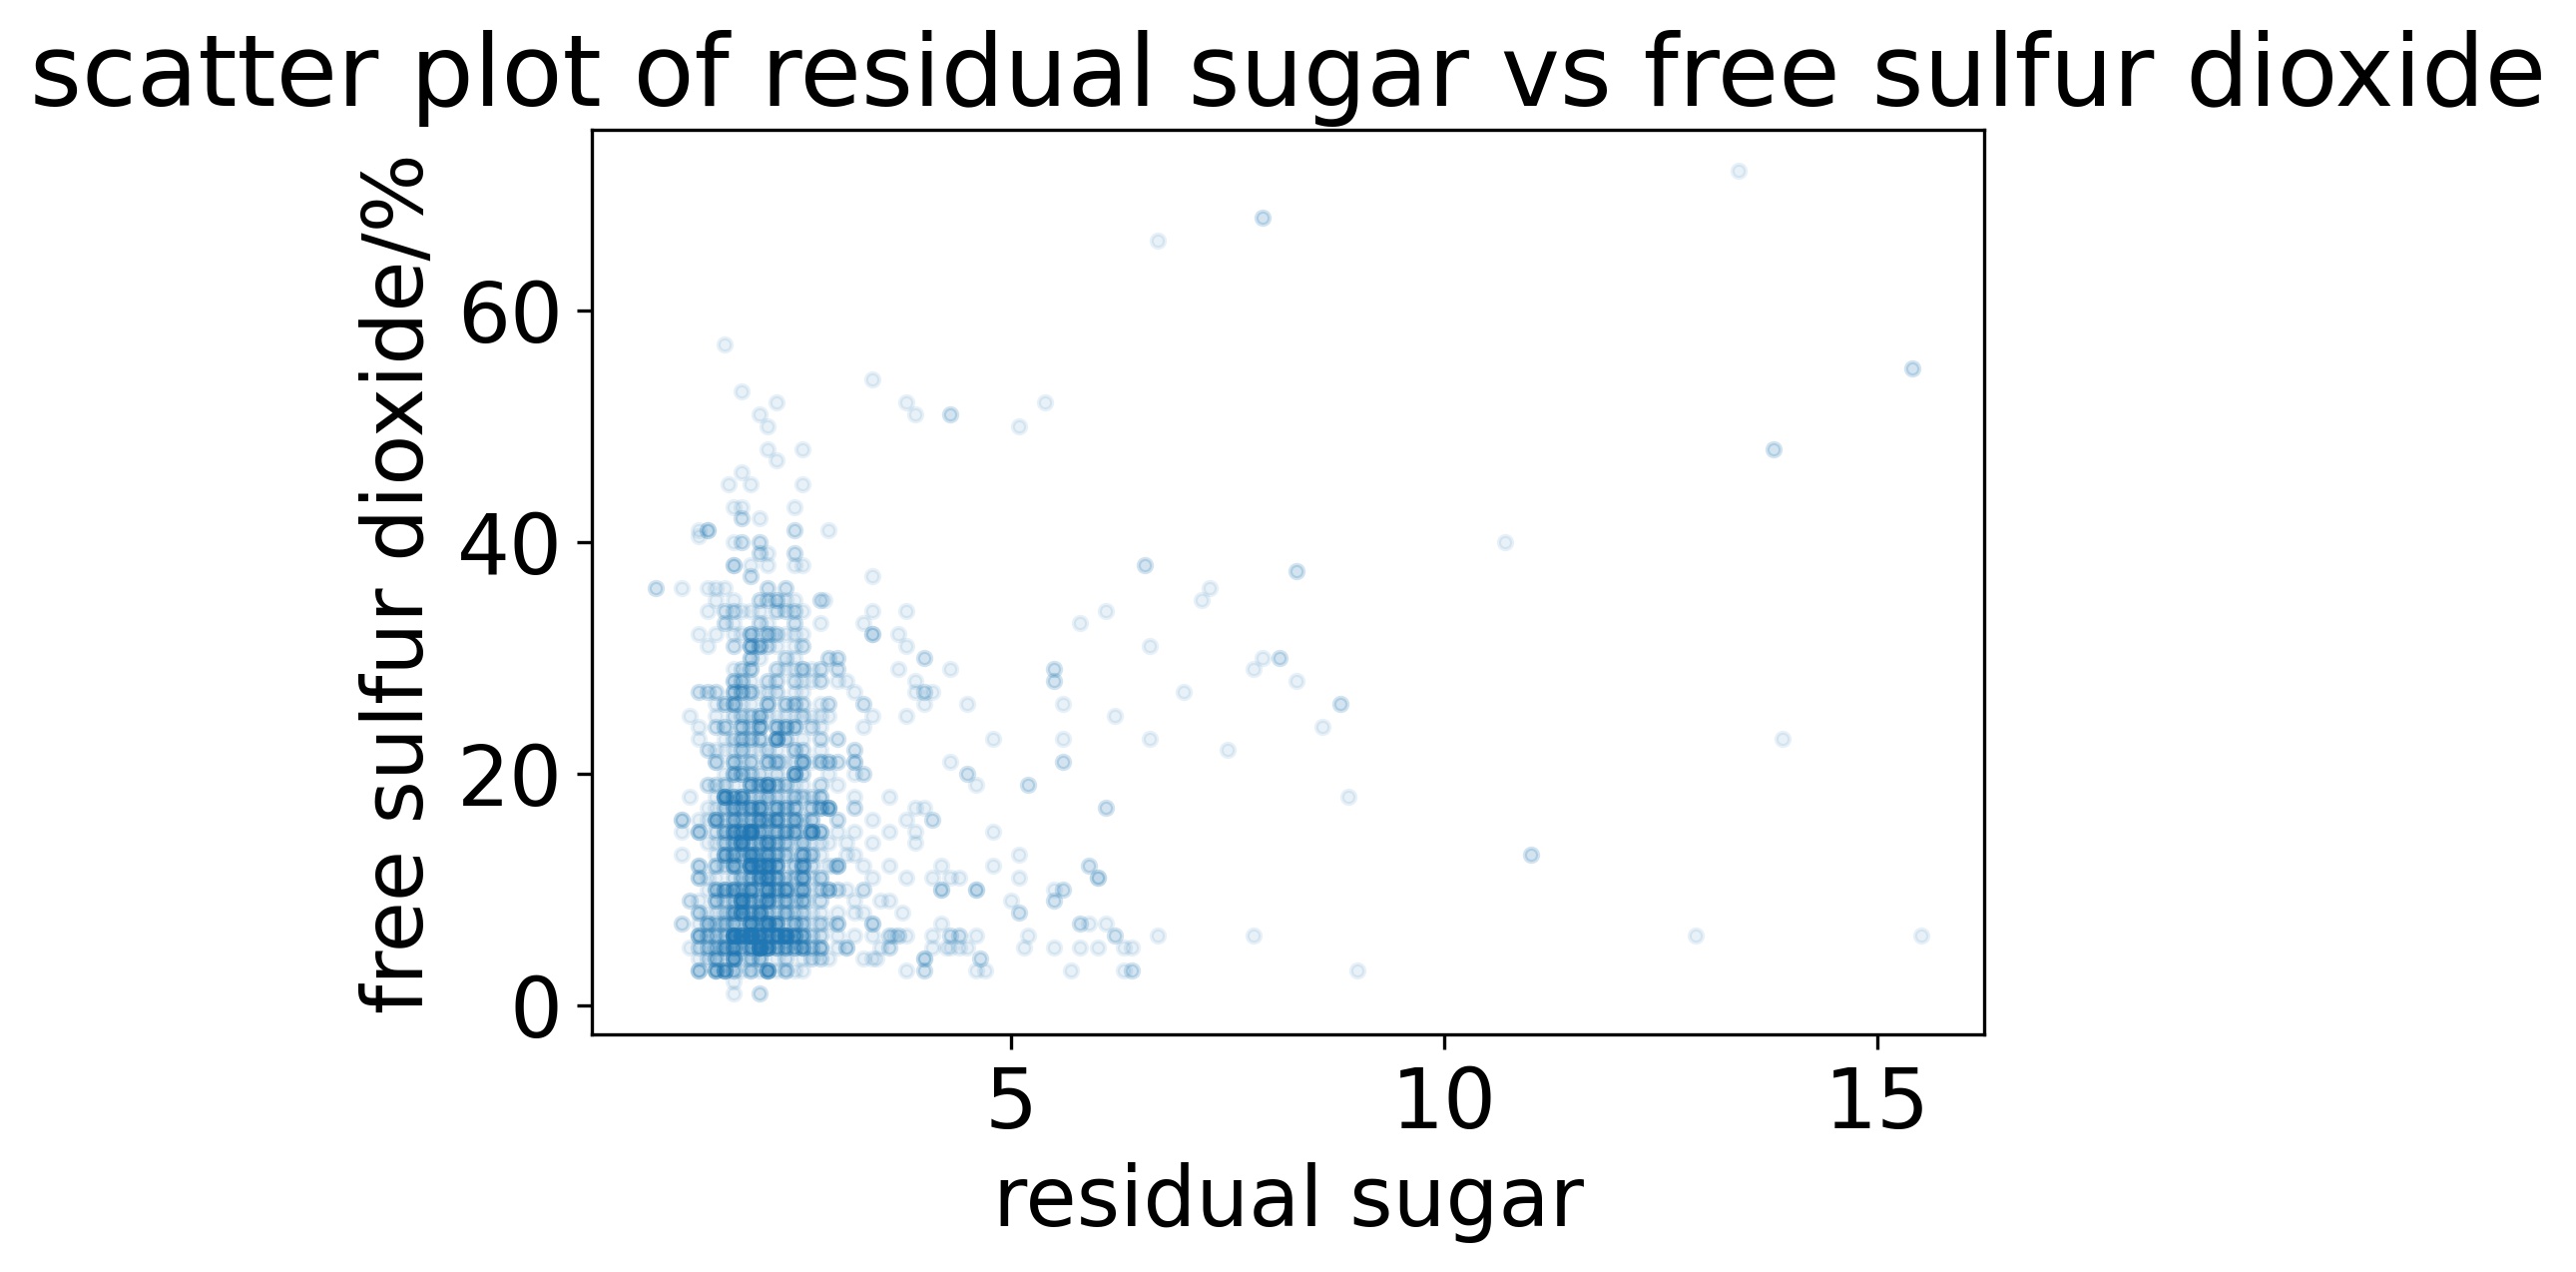 scatter plot of residual sugar vs free sulfur dioxide
free sulfur dioxide/%
60
40
20
0
5
10
15
residual sugar